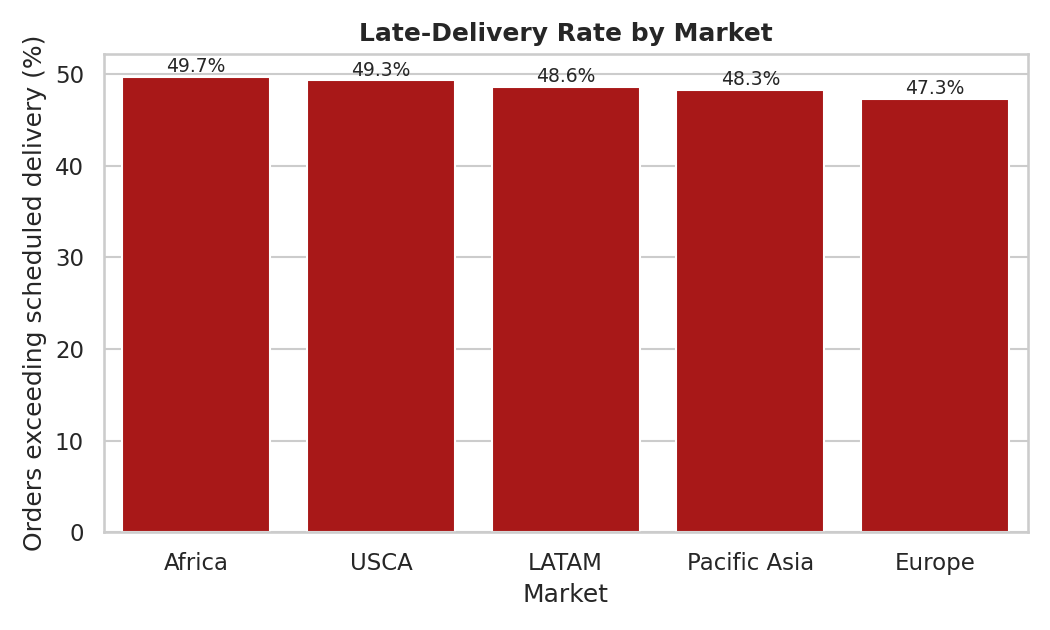 Late-Delivery Rate by Market
Orders exceeding scheduled delivery (%)
50
40
30
20
10
0
49.7%
49.3%
48.6%
48.3%
47.3%
Africa
USCA
LATAM
Pacific Asia
Europe
Market